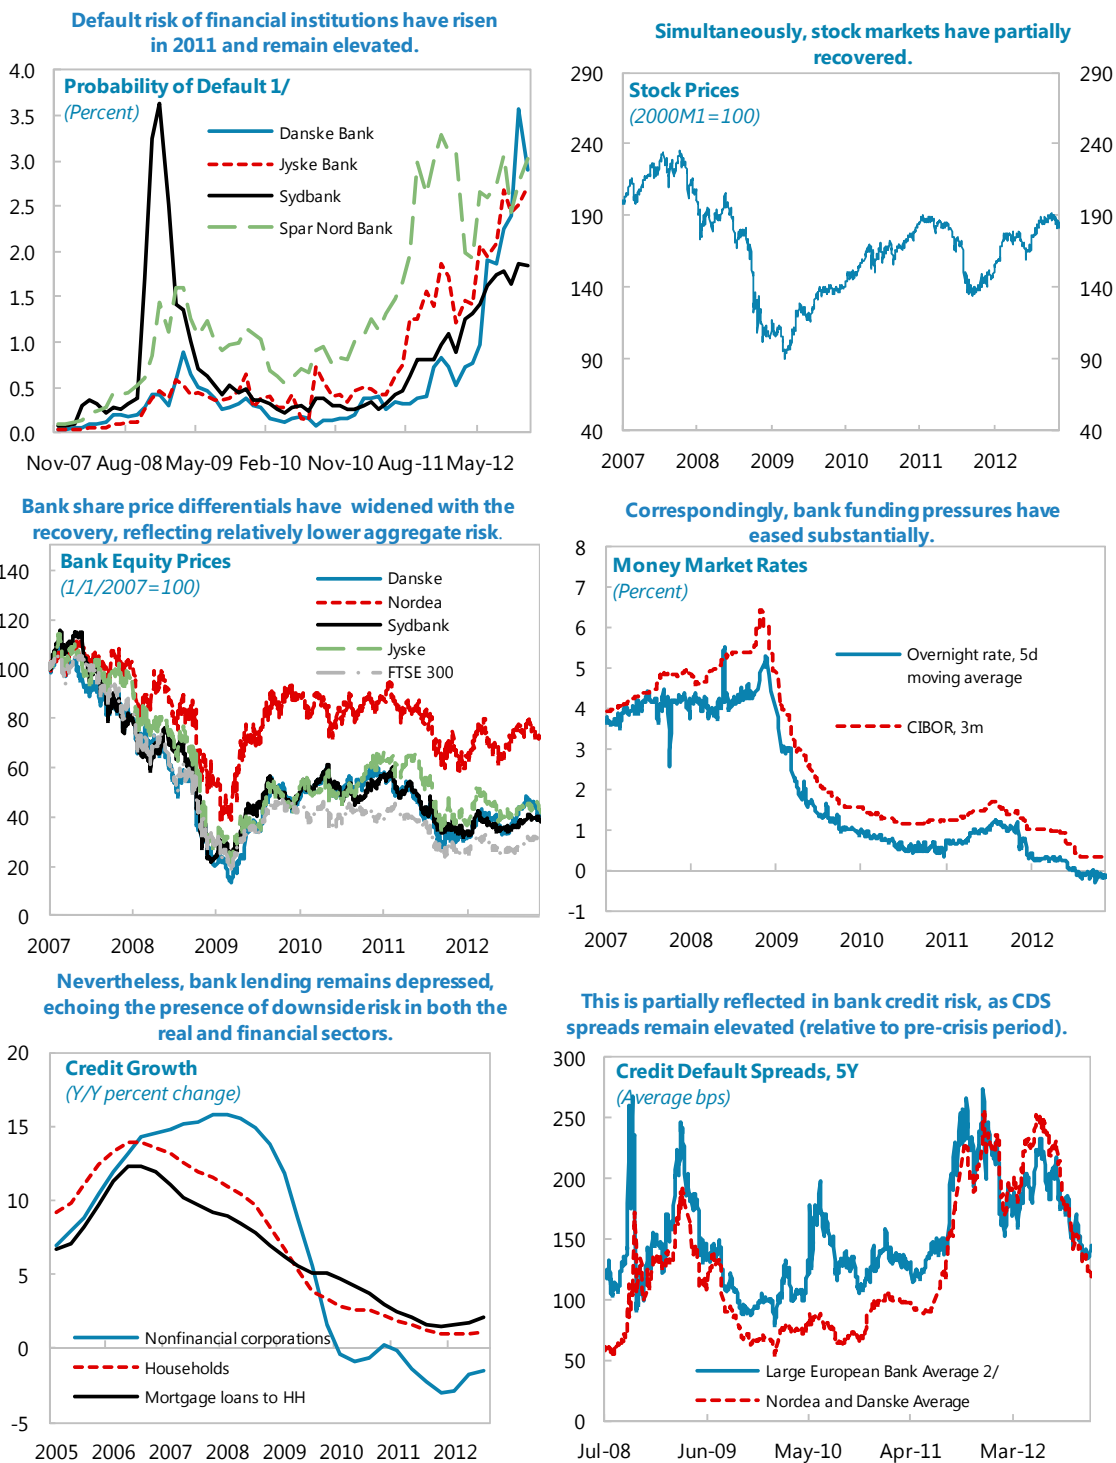 Default risk of financial institutions have risen
in 2011 and remain elevated.
4.0
3.5
3.0
2.5
2.0
1.5
1.0
0.5
0.0
Probability of Default 1/
(Percent)
Danske Bank
Jyske Bank
Sydbank
Spar Nord Bank
Nov-07 Aug-08 May-09 Feb-10 Nov-10 Aug-11 May-12
Simultaneously, stock markets have partially
recovered.
290
240
190
140
90
40
Stock Prices
(2000M1=100)
290
240
190
140
90
40
2007 2008 2009 2010 2011 2012
Bank share price differentials have widened with the
recovery, reflecting relatively lower aggregate risk.
140
120
100
80
60
40
20
0
Bank Equity Prices
(1/1/2007=100)
Danske
Nordea
Sydbank
Jyske
FTSE 300
2007 2008 2009 2010 2011 2012
Correspondingly, bank funding pressures have
eased substantially.
8
7
6
5
4
3
2
1
0
-1
Money Market Rates
(Percent)
Overnight rate, 5d
moving average
CIBOR, 3m
2007 2008 2009 2010 2011 2012
Nevertheless, bank lending remains depressed,
echoing the presence of downside risk in both the
real and financial sectors.
20
15
10
5
0
-5
Credit Growth
(Y/Y percent change)
Nonfinancial corporations
Households
Mortgage loans to HH
2005 2006 2007 2008 2009 2010 2011 2012
This is partially reflected in bank credit risk, as CDS
spreads remain elevated (relative to pre-crisis period).
300
250
200
150
100
50
0
Credit Default Spreads, 5Y
(Average bps)
Large European Bank Average 2/
Nordea and Danske Average
Jul-08 Jun-09 May-10 Apr-11 Mar-12